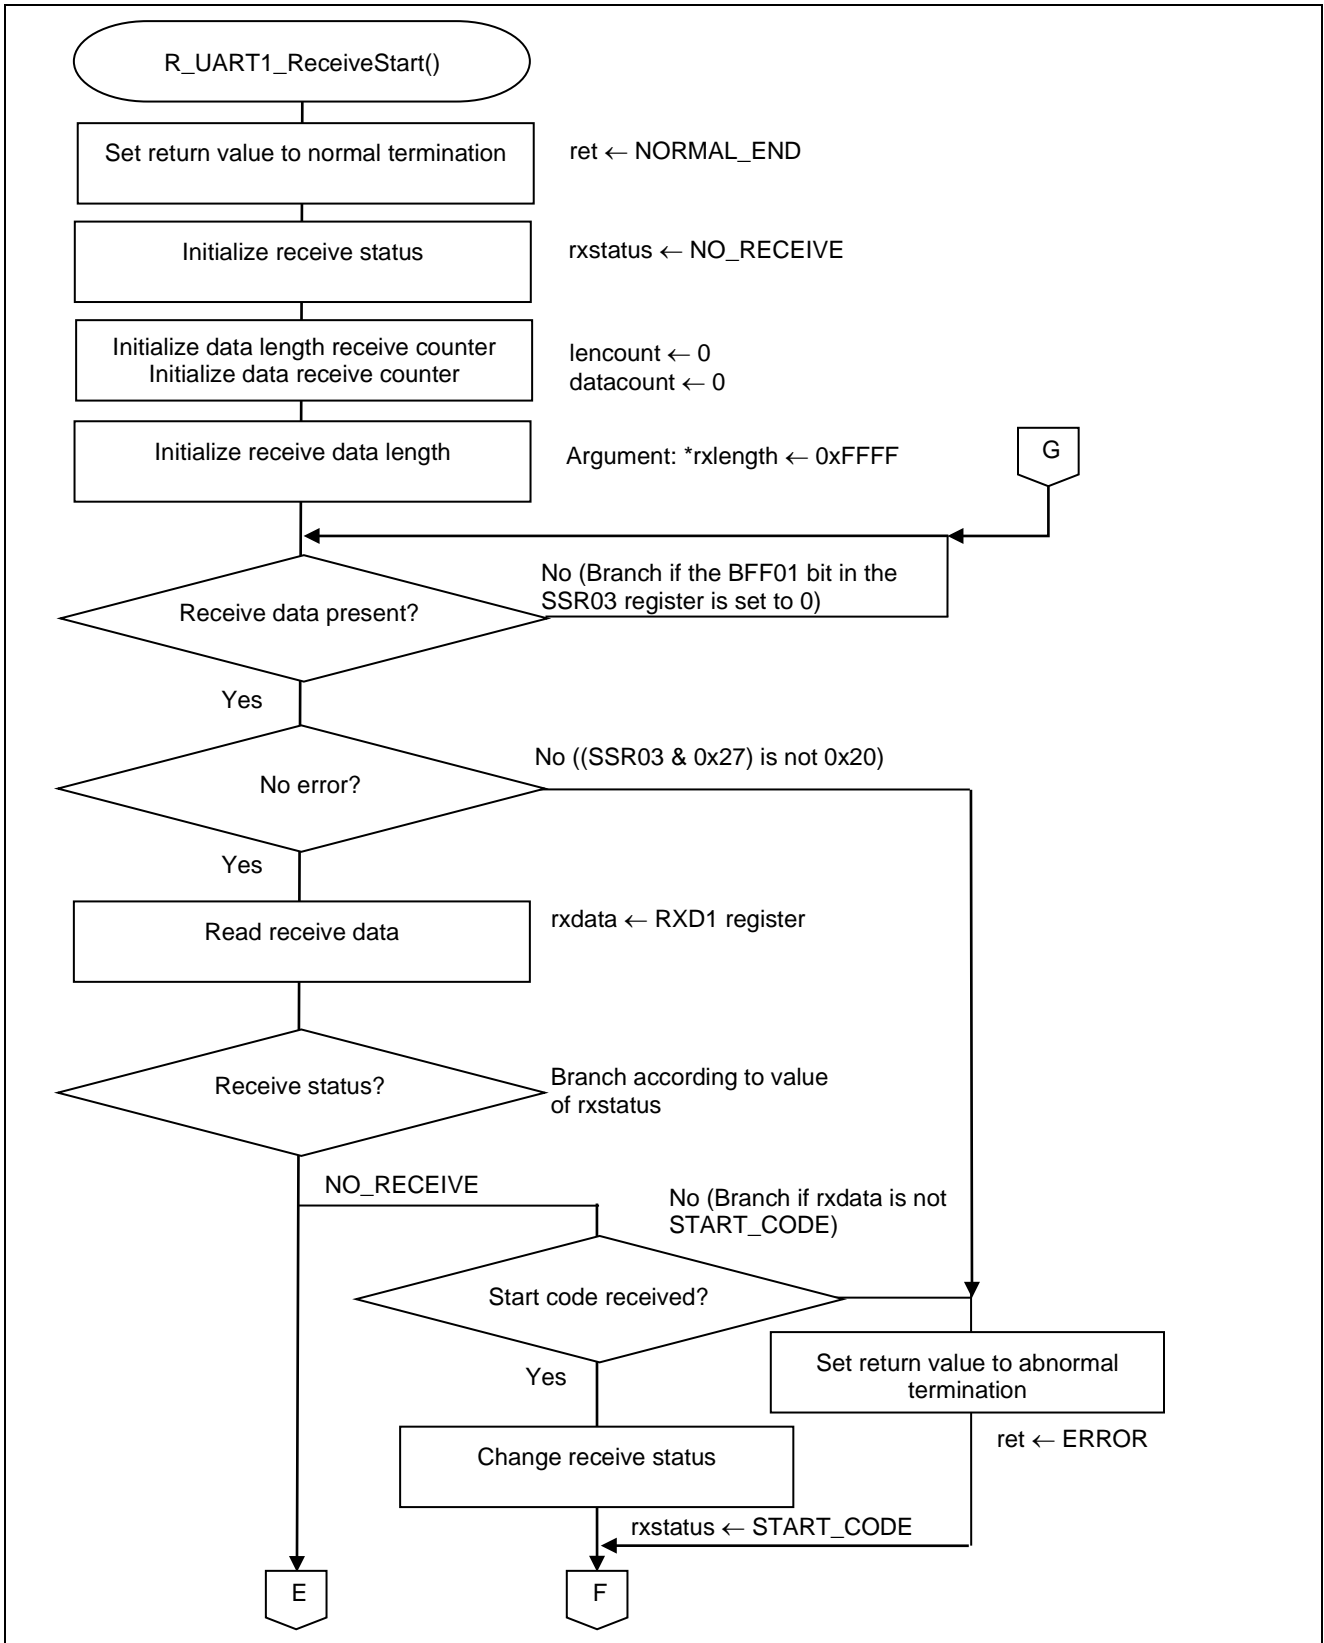 R_UART1_ReceiveStart()
Set return value to normal termination
ret ← NORMAL_END
Initialize receive status
rxstatus ← NO_RECEIVE
Initialize data length receive counter
Initialize data receive counter
lencount ← 0
datacount ← 0
Initialize receive data length
Argument: *rxlength ← 0xFFFF
G
No (Branch if the BFF01 bit in the
SSR03 register is set to 0)
Receive data present?
Yes
No ((SSR03 & 0x27) is not 0x20)
No error?
Yes
Read receive data
rxdata ← RXD1 register
Receive status?
Branch according to value
of rxstatus
NO_RECEIVE
No (Branch if rxdata is not
START_CODE)
Start code received?
Yes
Set return value to abnormal
termination
ret ← ERROR
Change receive status
rxstatus ← START_CODE
E
F